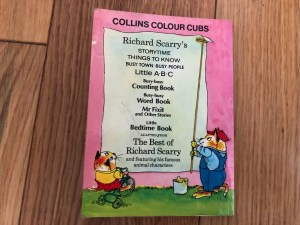 COLLINS COLOUR CUBS
Richard Scarry's
STORYTIME
THINGS TO KNOW
BUSY TOWN BUSY PEOPLE
Little A·B·C
Busy-busy
Counting Book
Busy-busy
Word Book
Mr Fixit
and Other Stories
Little
Bedtime Book
The Best of
Richard Scarry
and featuring his famous
animal characters